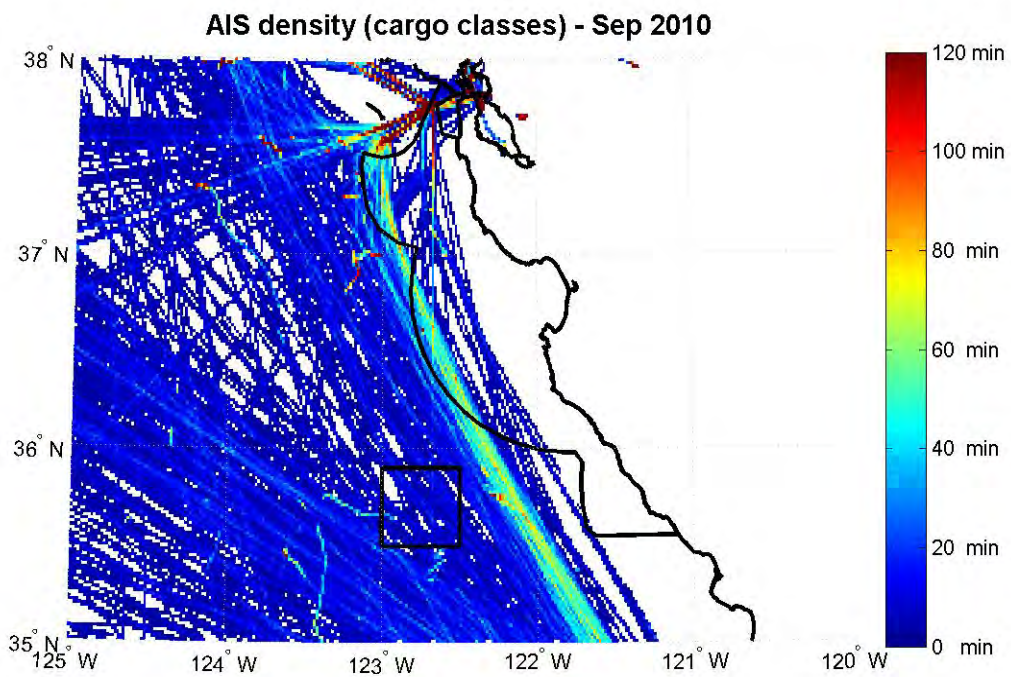 AIS density (cargo classes) - Sep 2010
38° N
37° N
36° N
35° N
125° W
124° W
123° W
122° W
121° W
120° W
120 min
100 min
80 min
60 min
40 min
20 min
0 min